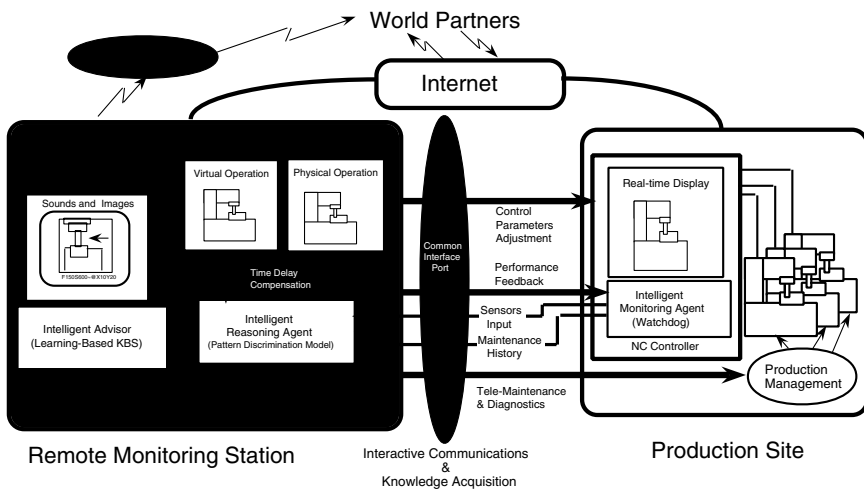 World Partners
Internet
Virtual Operation
Physical Operation
Sounds and Images
F150S600--@X10Y20
Time Delay
Compensation
Intelligent Advisor
(Learning-Based KBS)
Intelligent
Reasoning Agent
(Pattern Discrimination Model)
Remote Monitoring Station
Common
Interface
Port
Control
Parameters
Adjustment
Performance
Feedback
Sensors
Input
Maintenance
History
Tele-Maintenance
& Diagnostics
Interactive Communications
&
Knowledge Acquisition
Real-time Display
Intelligent
Monitoring Agent
(Watchdog)
NC Controller
Production
Management
Production Site